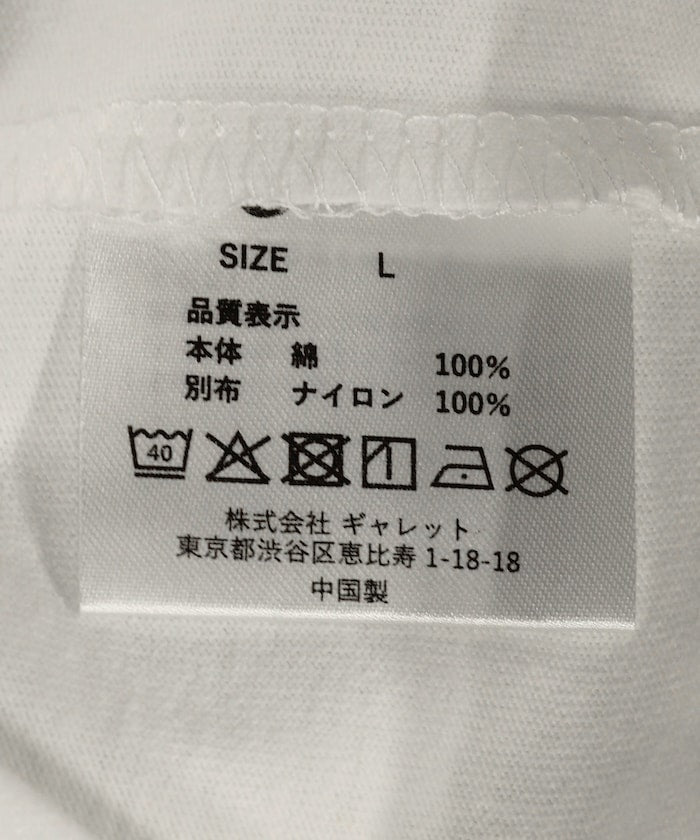 SIZE L
品質表示
本体 綿 100%
別布 ナイロン 100%
40
株式会社 ギャレット
東京都渋谷区恵比寿 1-18-18
中国製